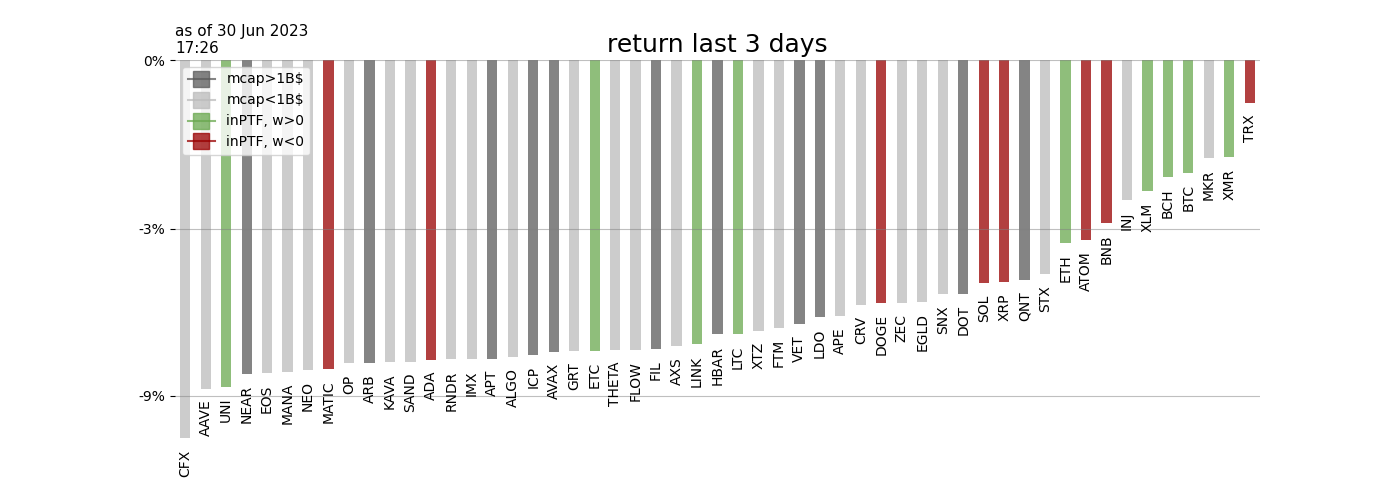 as of 30 Jun 2023
17:26
return last 3 days
0%
-3%
-9%
mcap>1B$
mcap<1B$
inPTF, w>0
inPTF, w<0
CFX
AAVE
UNI
NEAR
EOS
MANA
NEO
MATIC
OP
ARB
KAVA
SAND
ADA
RNDR
IMX
APT
ALGO
ICP
AVAX
GRT
ETC
THETA
FLOW
FIL
AXS
LINK
HBAR
LTC
XTZ
FTM
VET
LDO
APE
CRV
DOGE
ZEC
EGLD
SNX
DOT
SOL
XRP
QNT
STX
ETH
ATOM
BNB
INJ
XLM
BCH
BTC
MKR
XMR
TRX